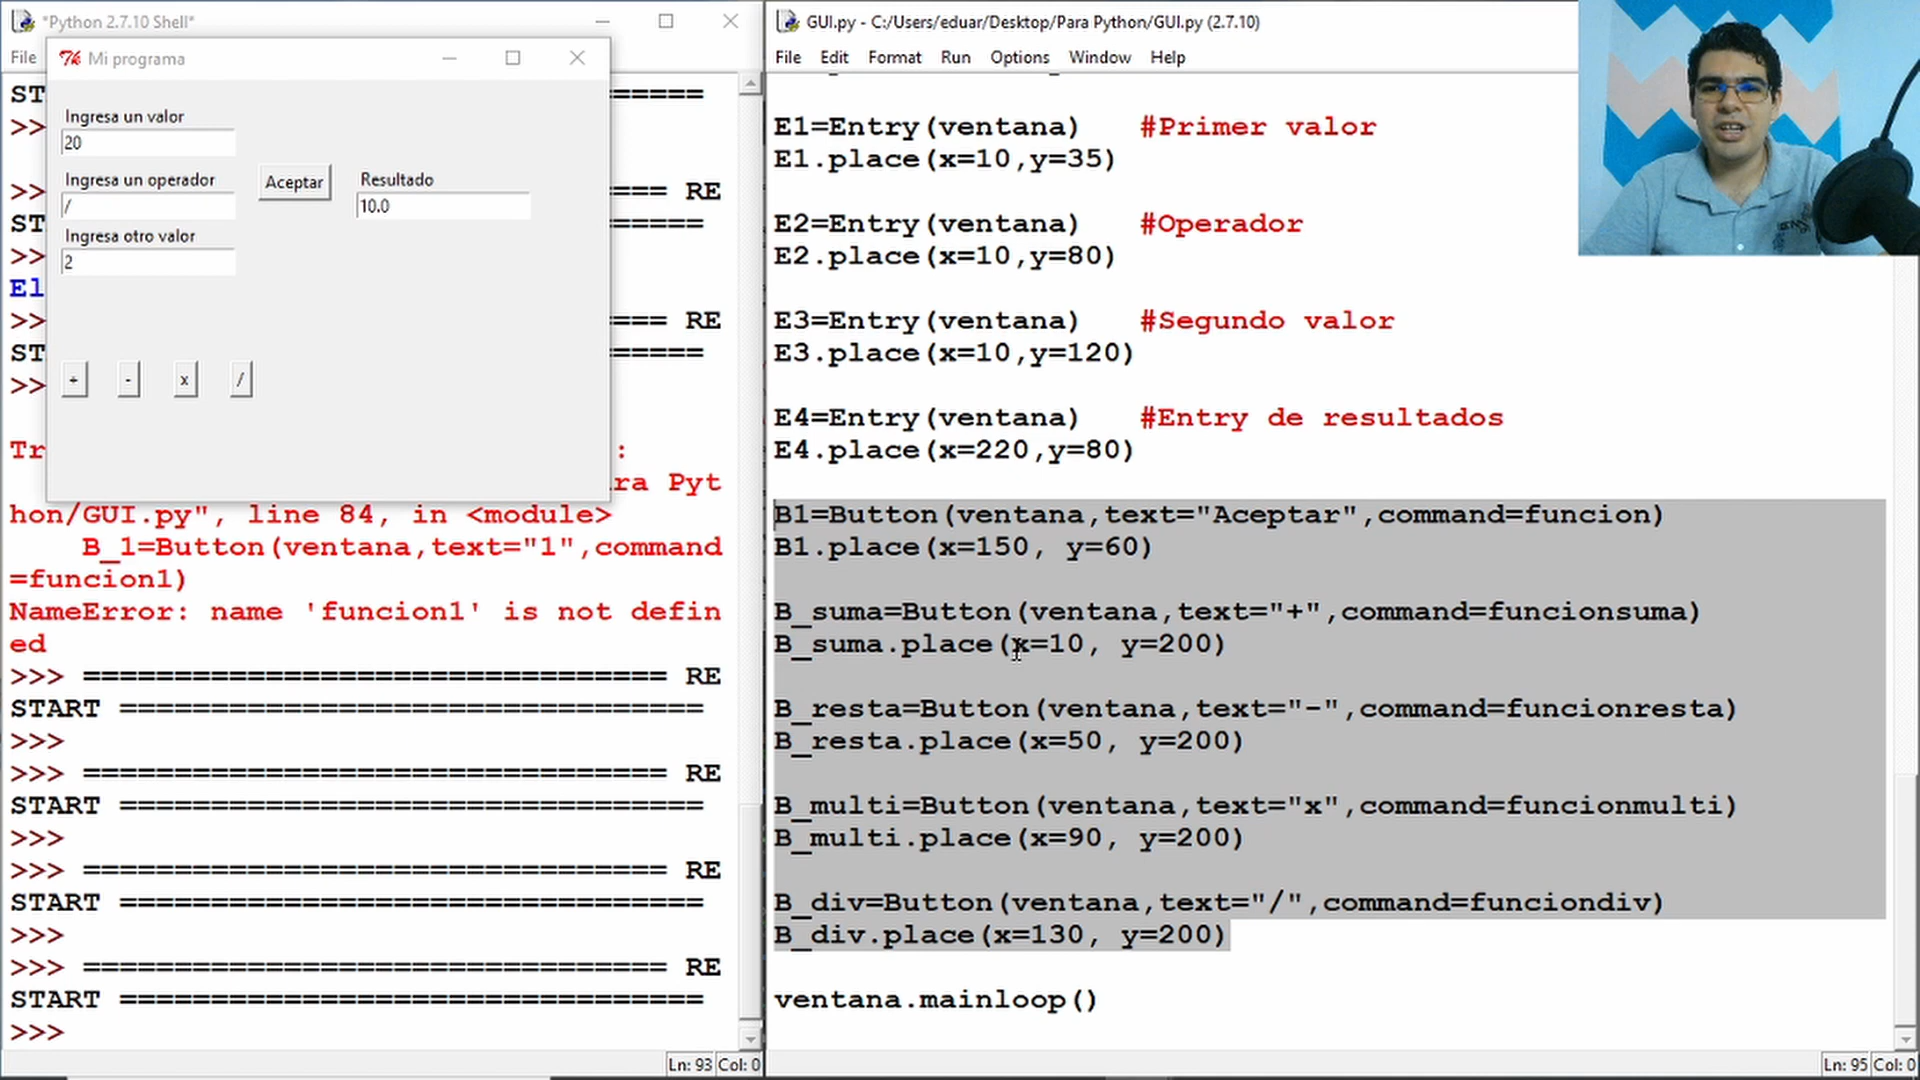 *Python 2.7.10 Shell*
File
ST
=====
>>
==== RE
ST
=====
>>
El
>>
==== RE
ST
=====
>>
Tr
:
ra Pyt
hon/GUI.py", line 84, in <module>
B_1=Button(ventana,text="1",command
=funcion1)
NameError: name 'funcion1' is not defin
ed
>>> ================================ RE
START ================================
>>>
>>> ================================ RE
START ================================
>>>
>>> ================================ RE
START ================================
>>>
>>> ================================ RE
START ================================
>>>
Ln: 93 Col: 0
Mi programa
Ingresa un valor
20
Ingresa un operador
/
Ingresa otro valor
2
Aceptar
Resultado
10.0
+ - x /
GUI.py - C:/Users/eduar/Desktop/Para Python/GUI.py (2.7.10)
File Edit Format Run Options Window Help
E1=Entry(ventana) #Primer valor
E1.place(x=10,y=35)
E2=Entry(ventana) #Operador
E2.place(x=10,y=80)
E3=Entry(ventana) #Segundo valor
E3.place(x=10,y=120)
E4=Entry(ventana) #Entry de resultados
E4.place(x=220,y=80)
B1=Button(ventana,text="Aceptar",command=funcion)
B1.place(x=150, y=60)
B_suma=Button(ventana,text="+",command=funcionsuma)
B_suma.place(x=10, y=200)
B_resta=Button(ventana,text="-",command=funcionresta)
B_resta.place(x=50, y=200)
B_multi=Button(ventana,text="x",command=funcionmulti)
B_multi.place(x=90, y=200)
B_div=Button(ventana,text="/",command=funciondiv)
B_div.place(x=130, y=200)
ventana.mainloop()
Ln: 95 Col: 0